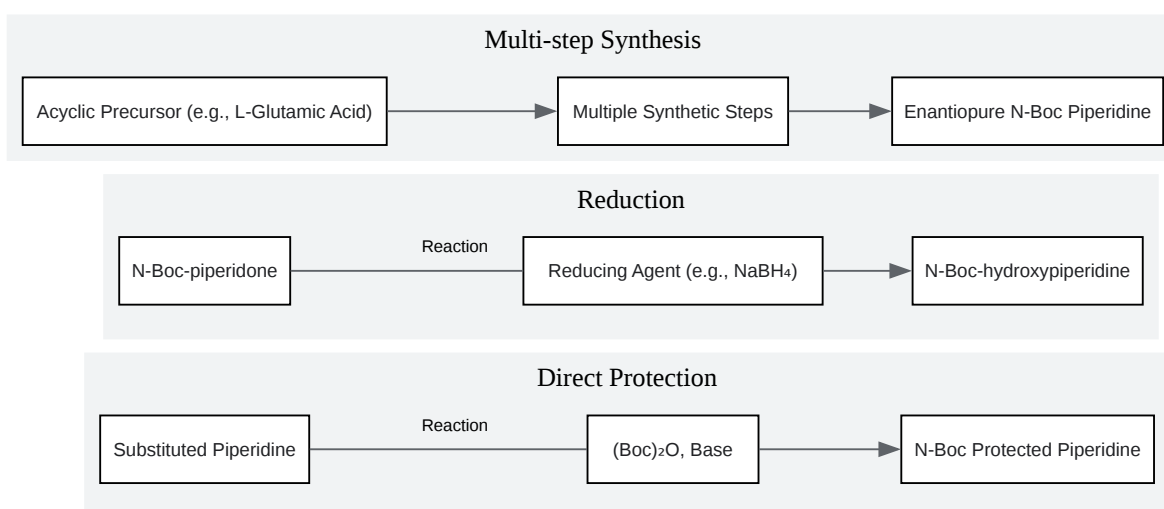 Multi-step Synthesis
Acyclic Precursor (e.g., L-Glutamic Acid)
Multiple Synthetic Steps
Enantiopure N-Boc Piperidine
Reduction
N-Boc-piperidone
Reaction
Reducing Agent (e.g., NaBH₄)
N-Boc-hydroxypiperidine
Direct Protection
Substituted Piperidine
Reaction
(Boc)₂O, Base
N-Boc Protected Piperidine